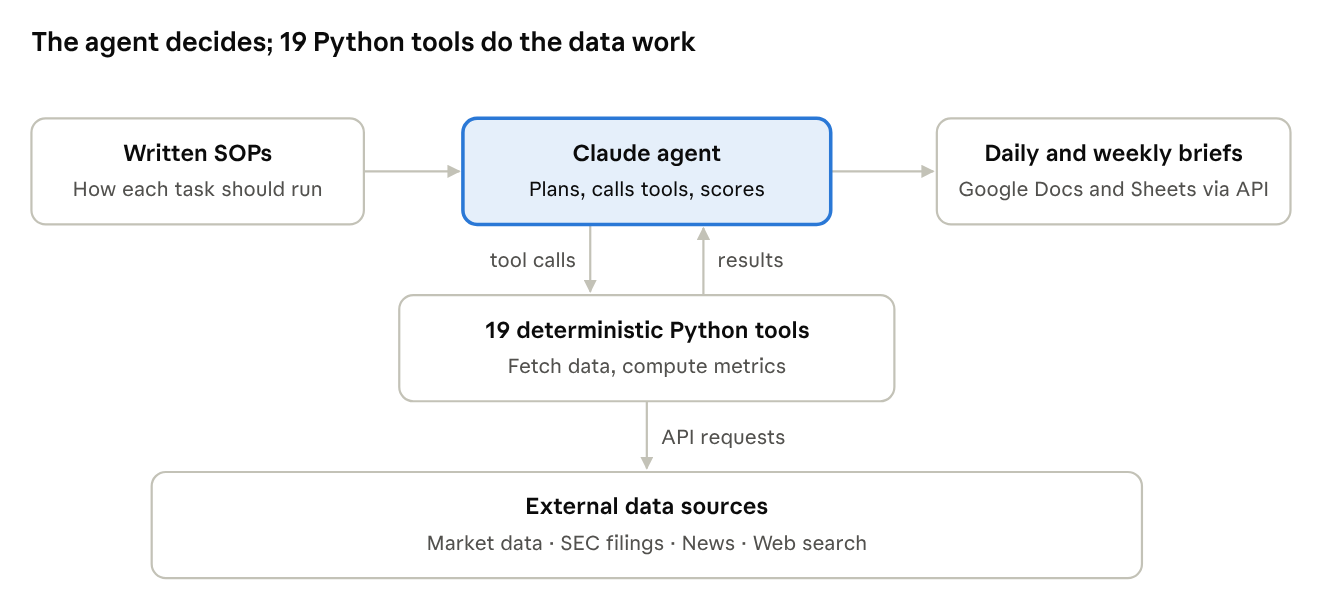 The agent decides; 19 Python tools do the data work
Written SOPs
How each task should run
Claude agent
Plans, calls tools, scores
Daily and weekly briefs
Google Docs and Sheets via API
tool calls
results
19 deterministic Python tools
Fetch data, compute metrics
API requests
External data sources
Market data · SEC filings · News · Web search